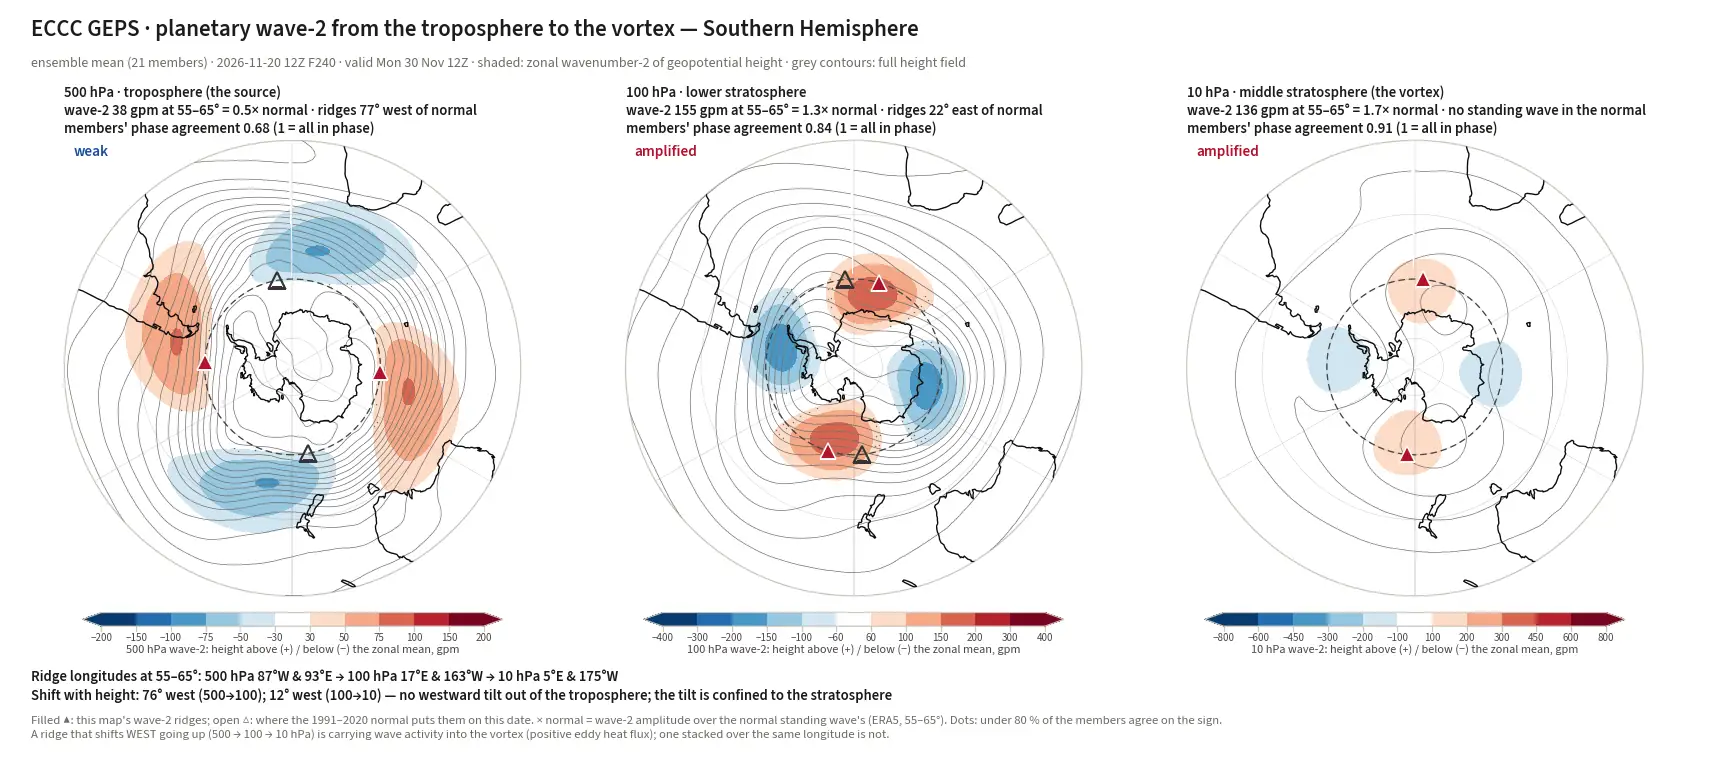 ECCC GEPS · planetary wave-2 from the troposphere to the vortex — Southern Hemisphere
ensemble mean (21 members) · 2026-11-20 12Z F240 · valid Mon 30 Nov 12Z · shaded: zonal wavenumber-2 of geopotential height · grey contours: full height field
500 hPa · troposphere (the source)
wave-2 38 gpm at 55–65° = 0.5× normal · ridges 77° west of normal
members' phase agreement 0.68 (1 = all in phase)
weak
100 hPa · lower stratosphere
wave-2 155 gpm at 55–65° = 1.3× normal · ridges 22° east of normal
members' phase agreement 0.84 (1 = all in phase)
amplified
10 hPa · middle stratosphere (the vortex)
wave-2 136 gpm at 55–65° = 1.7× normal · no standing wave in the normal
members' phase agreement 0.91 (1 = all in phase)
amplified
−200 −150 −100 −75 −50 −30 30 50 75 100 150 200
500 hPa wave-2: height above (+) / below (−) the zonal mean, gpm
−400 −300 −200 −150 −100 −60 60 100 150 200 300 400
100 hPa wave-2: height above (+) / below (−) the zonal mean, gpm
−800 −600 −450 −300 −200 −100 100 200 300 450 600 800
10 hPa wave-2: height above (+) / below (−) the zonal mean, gpm
Ridge longitudes at 55–65°: 500 hPa 87°W & 93°E → 100 hPa 17°E & 163°W → 10 hPa 5°E & 175°W
Shift with height: 76° west (500→100); 12° west (100→10) — no westward tilt out of the troposphere; the tilt is confined to the stratosphere
Filled ▲: this map's wave-2 ridges; open △: where the 1991–2020 normal puts them on this date. × normal = wave-2 amplitude over the normal standing wave's (ERA5, 55–65°). Dots: under 80 % of the members agree on the sign.
A ridge that shifts WEST going up (500 → 100 → 10 hPa) is carrying wave activity into the vortex (positive eddy heat flux); one stacked over the same longitude is not.